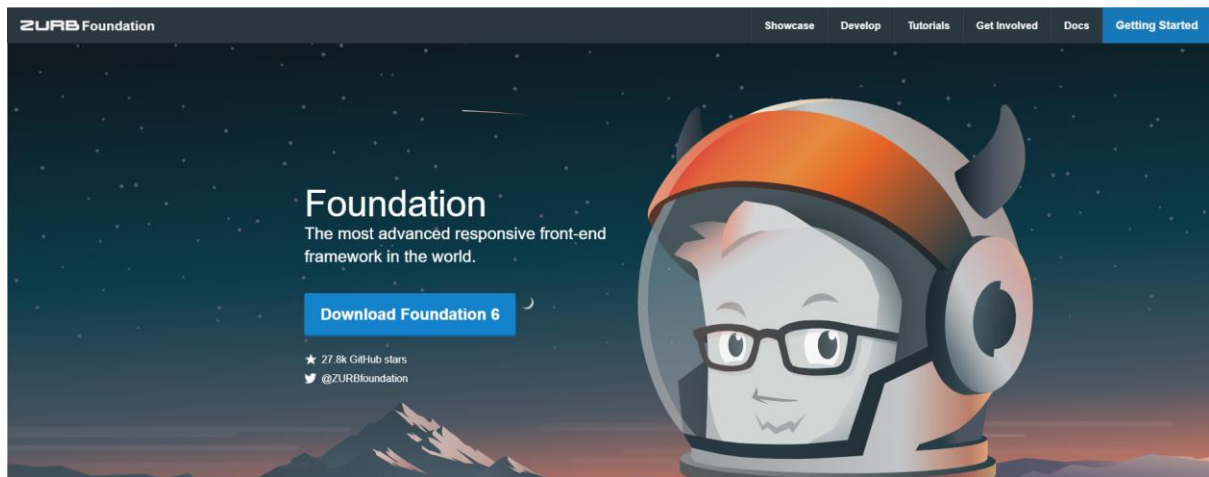 ZURB Foundation
Showcase Develop Tutorials Get Involved Docs Getting Started
Foundation
The most advanced responsive front-end
framework in the world.
Download Foundation 6
27.8k GitHub stars
@ZURBfoundation